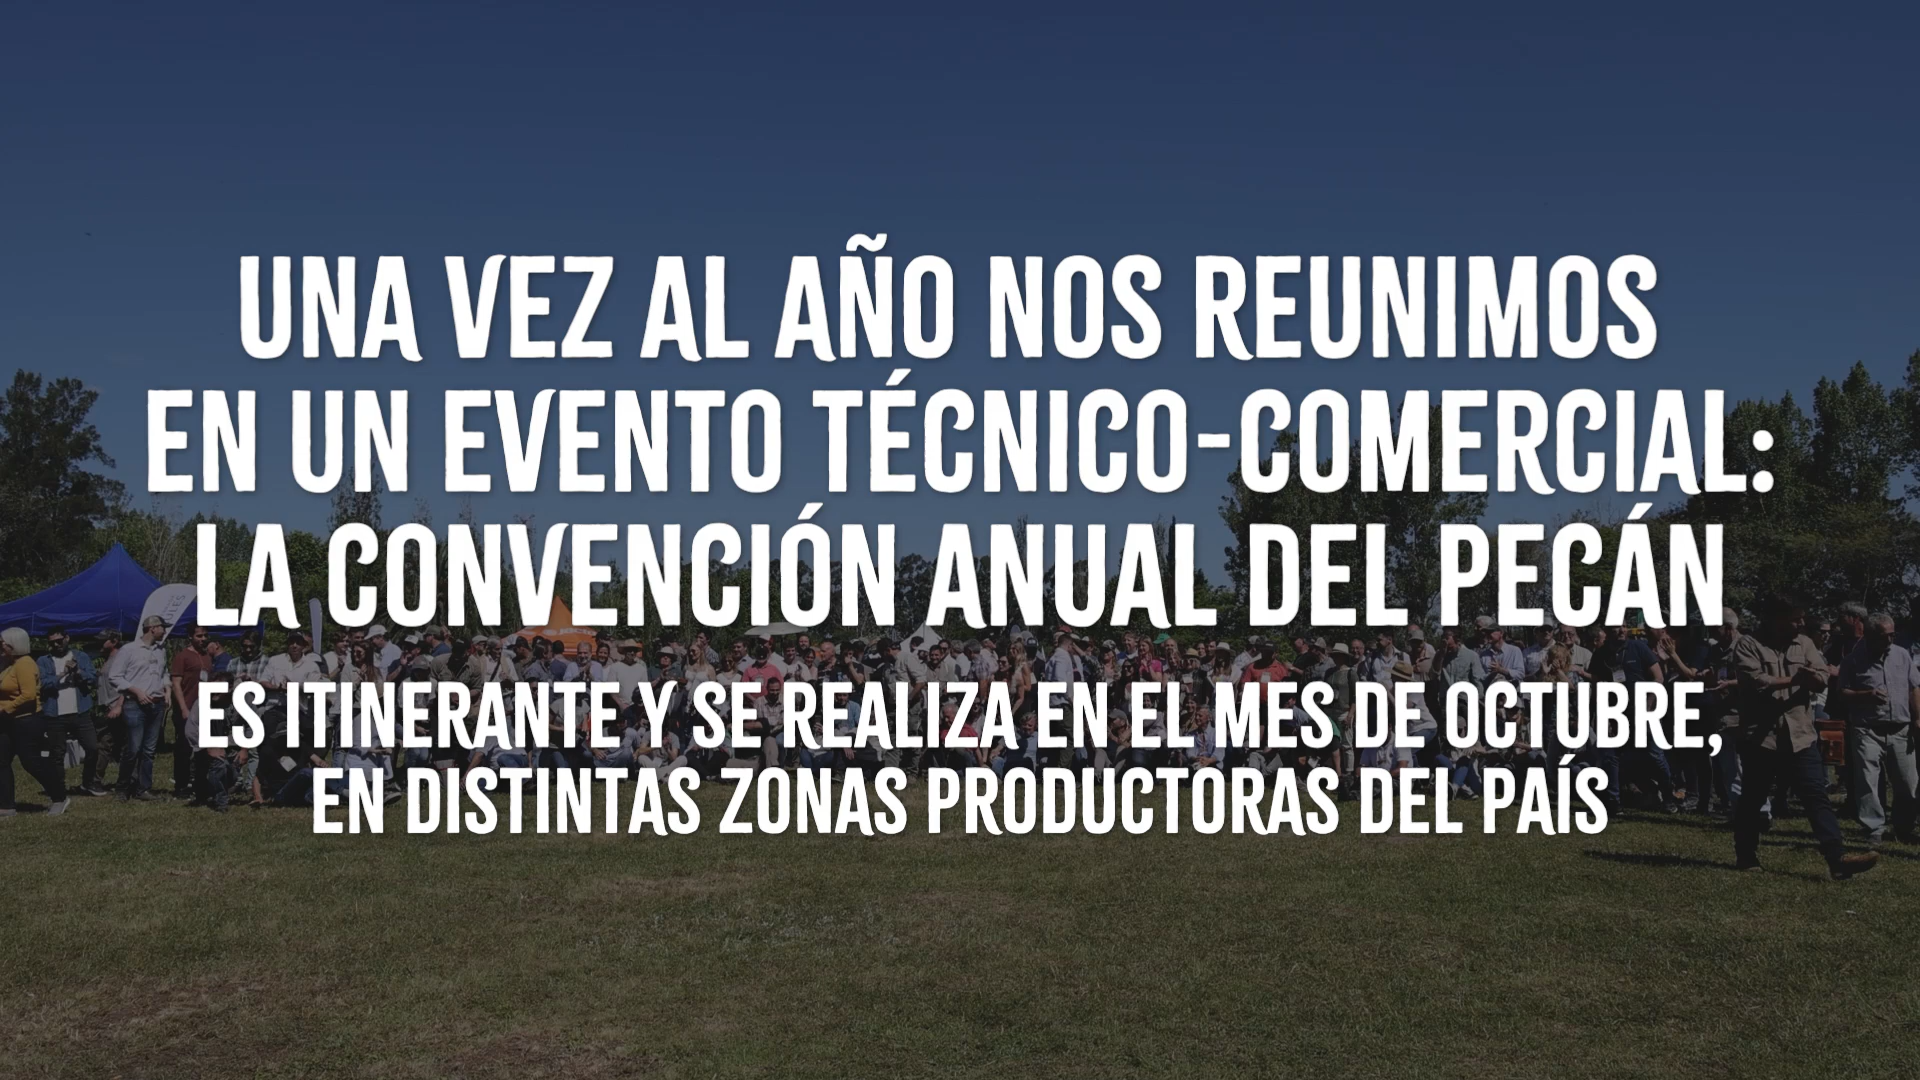 UNA VEZ AL AÑO NOS REUNIMOS
EN UN EVENTO TÉCNICO-COMERCIAL:
LA CONVENCIÓN ANUAL DEL PECÁN
ES ITINERANTE Y SE REALIZA EN EL MES DE OCTUBRE,
EN DISTINTAS ZONAS PRODUCTORAS DEL PAÍS